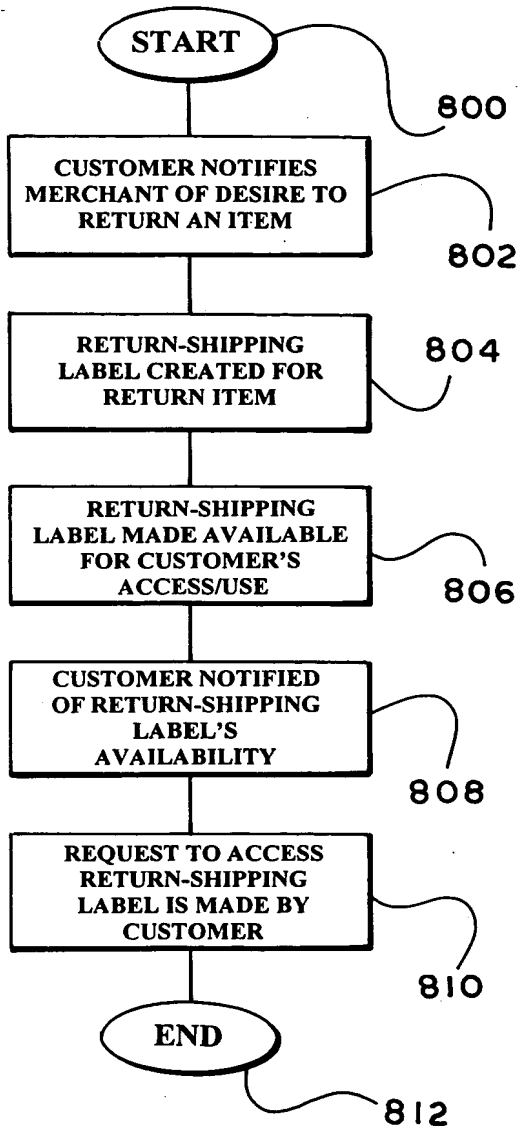 START
800
CUSTOMER NOTIFIES
MERCHANT OF DESIRE TO
RETURN AN ITEM
802
RETURN-SHIPPING
LABEL CREATED FOR
RETURN ITEM
804
RETURN-SHIPPING
LABEL MADE AVAILABLE
FOR CUSTOMER'S
ACCESS/USE
806
CUSTOMER NOTIFIED
OF RETURN-SHIPPING
LABEL'S
AVAILABILITY
808
REQUEST TO ACCESS
RETURN-SHIPPING
LABEL IS MADE BY
CUSTOMER
810
END
812